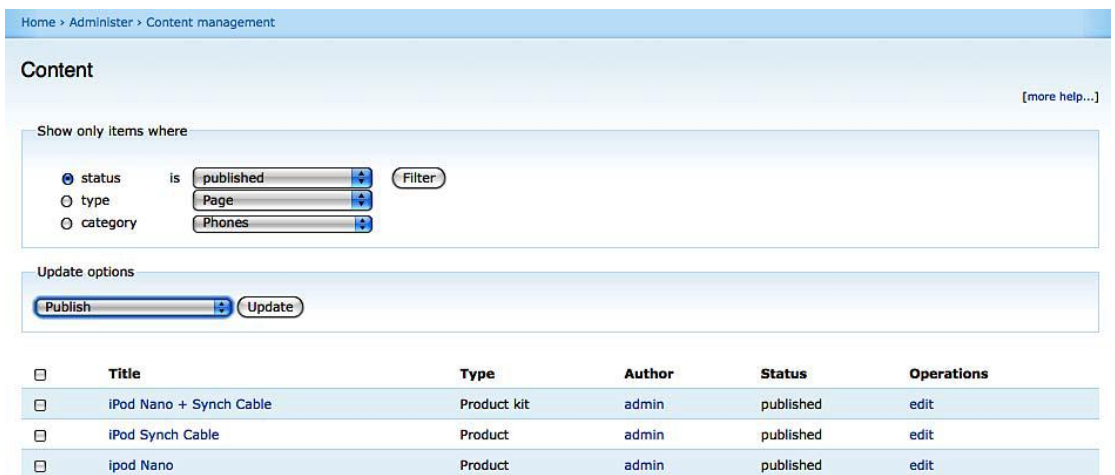 Home › Administer › Content management
Content
[more help...]
Show only items where
status is published Filter
type Page
category Phones
Update options
Publish Update
Title Type Author Status Operations
iPod Nano + Synch Cable Product kit admin published edit
iPod Synch Cable Product admin published edit
ipod Nano Product admin published edit